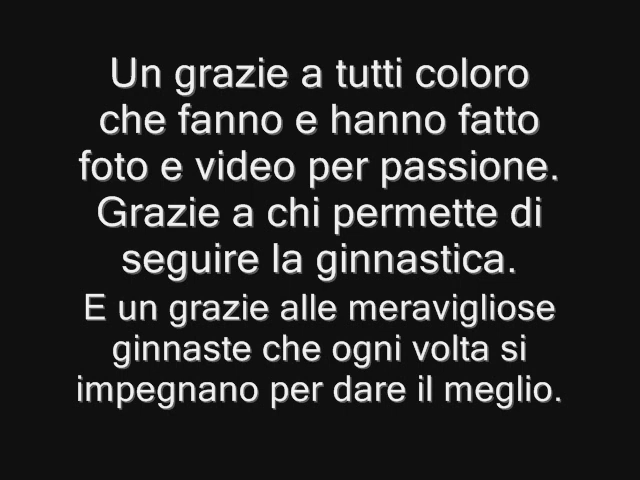 Un grazie a tutti coloro
che fanno e hanno fatto
foto e video per passione.
Grazie a chi permette di
seguire la ginnastica.
E un grazie alle meravigliose
ginnaste che ogni volta si
impegnano per dare il meglio.